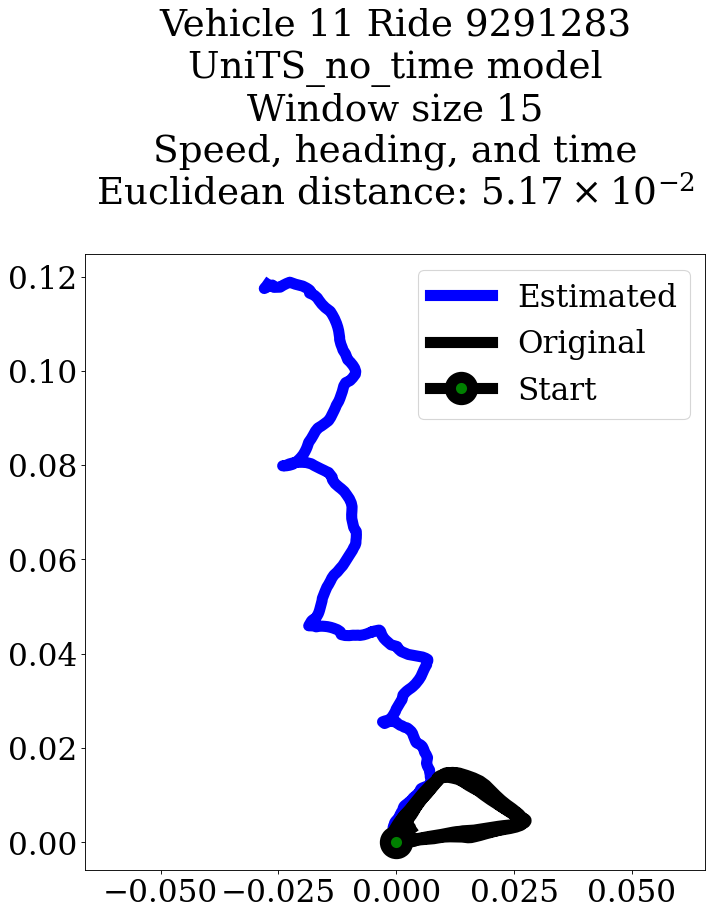 Vehicle 11 Ride 9291283
UniTS_no_time model
Window size 15
Speed, heading, and time
Euclidean distance: 5.17 × 10⁻²
Estimated
Original
Start
0.12
0.10
0.08
0.06
0.04
0.02
0.00
−0.050 −0.025 0.000 0.025 0.050